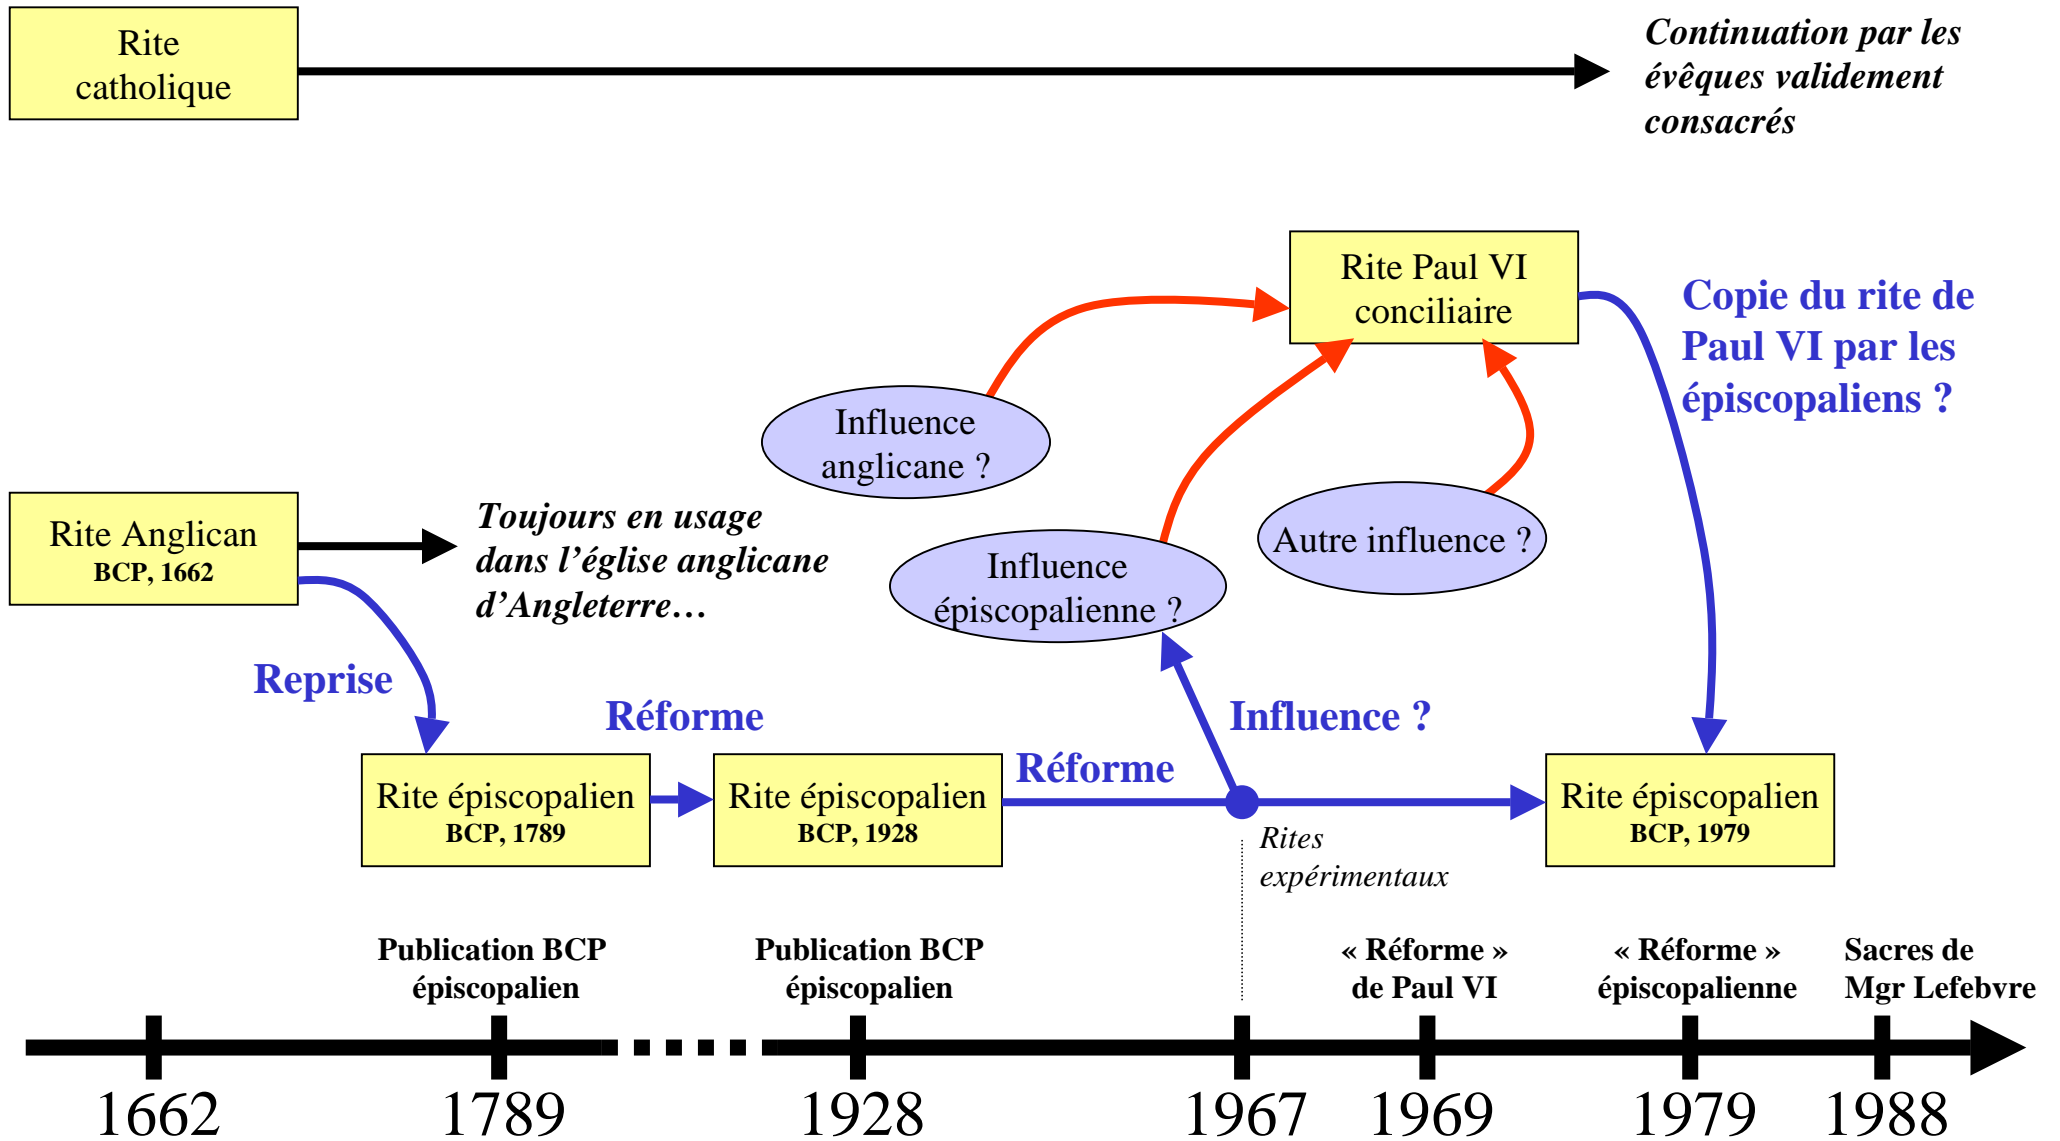 Rite
catholique
Continuation par les
évêques validement
consacrés
Rite Paul VI
conciliaire
Copie du rite de
Paul VI par les
épiscopaliens ?
Influence
anglicane ?
Rite Anglican
BCP, 1662
Toujours en usage
dans l’église anglicane
d’Angleterre…
Influence
épiscopalienne ?
Autre influence ?
Reprise
Réforme
Réforme
Influence ?
Rite épiscopalien
BCP, 1789
Rite épiscopalien
BCP, 1928
Rites
expérimentaux
Rite épiscopalien
BCP, 1979
Publication BCP
épiscopalien
Publication BCP
épiscopalien
« Réforme »
de Paul VI
« Réforme »
épiscopalienne
Sacres de
Mgr Lefebvre
1662
1789
1928
1967
1969
1979
1988